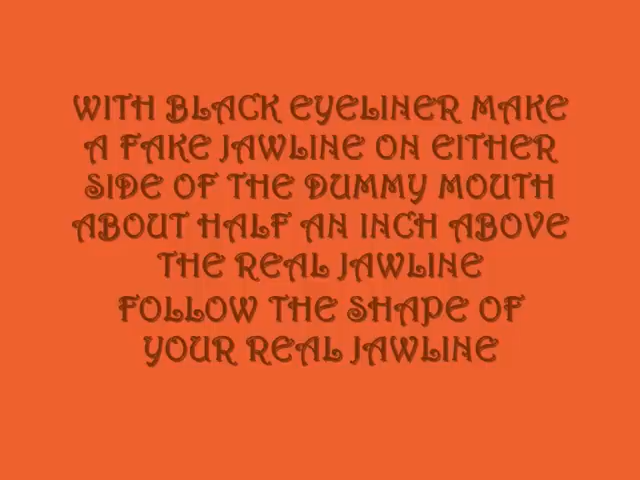 WITH BLACK EYELINER MAKE
A FAKE JAWLINE ON EITHER
SIDE OF THE DUMMY MOUTH
ABOUT HALF AN INCH ABOVE
THE REAL JAWLINE
FOLLOW THE SHAPE OF
YOUR REAL JAWLINE